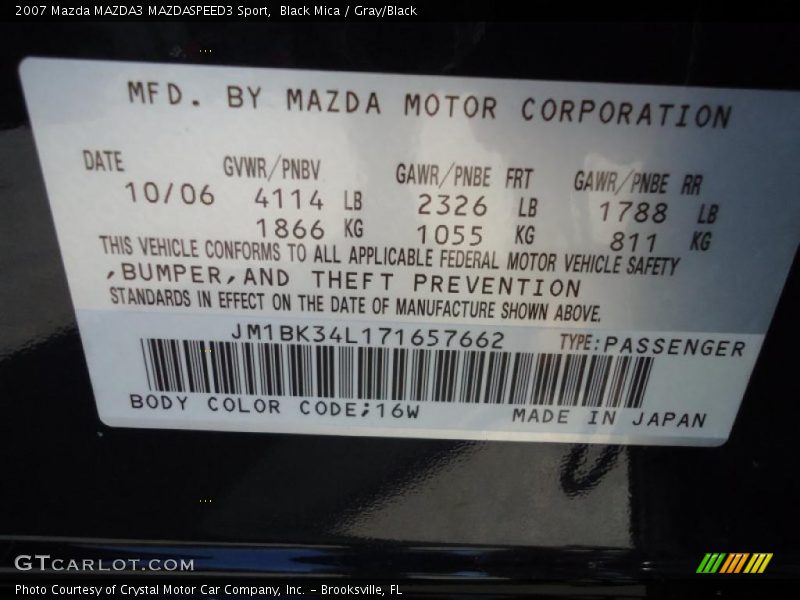 2007 Mazda MAZDA3 MAZDASPEED3 Sport, Black Mica / Gray/Black
MFD. BY MAZDA MOTOR CORPORATION
DATE GVWR/PNBV GAWR/PNBE FRT GAWR/PNBE RR
10/06 4114 LB 2326 LB 1788 LB
1866 KG 1055 KG 811 KG
THIS VEHICLE CONFORMS TO ALL APPLICABLE FEDERAL MOTOR VEHICLE SAFETY
,BUMPER,AND THEFT PREVENTION
STANDARDS IN EFFECT ON THE DATE OF MANUFACTURE SHOWN ABOVE.
JM1BK34L171657662 TYPE:PASSENGER
BODY COLOR CODE;16W MADE IN JAPAN
GTCARLOT.COM
Photo Courtesy of Crystal Motor Car Company, Inc. – Brooksville, FL